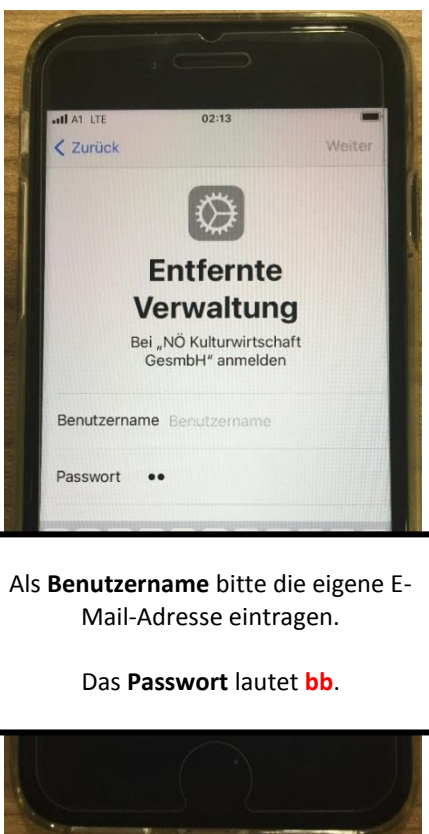 A1 LTE 02:13
Zurück Weiter
Entfernte
Verwaltung
Bei „NÖ Kulturwirtschaft
GesmbH" anmelden
Benutzername Benutzername
Passwort ••
Als Benutzername bitte die eigene E-
Mail-Adresse eintragen.
Das Passwort lautet bb.